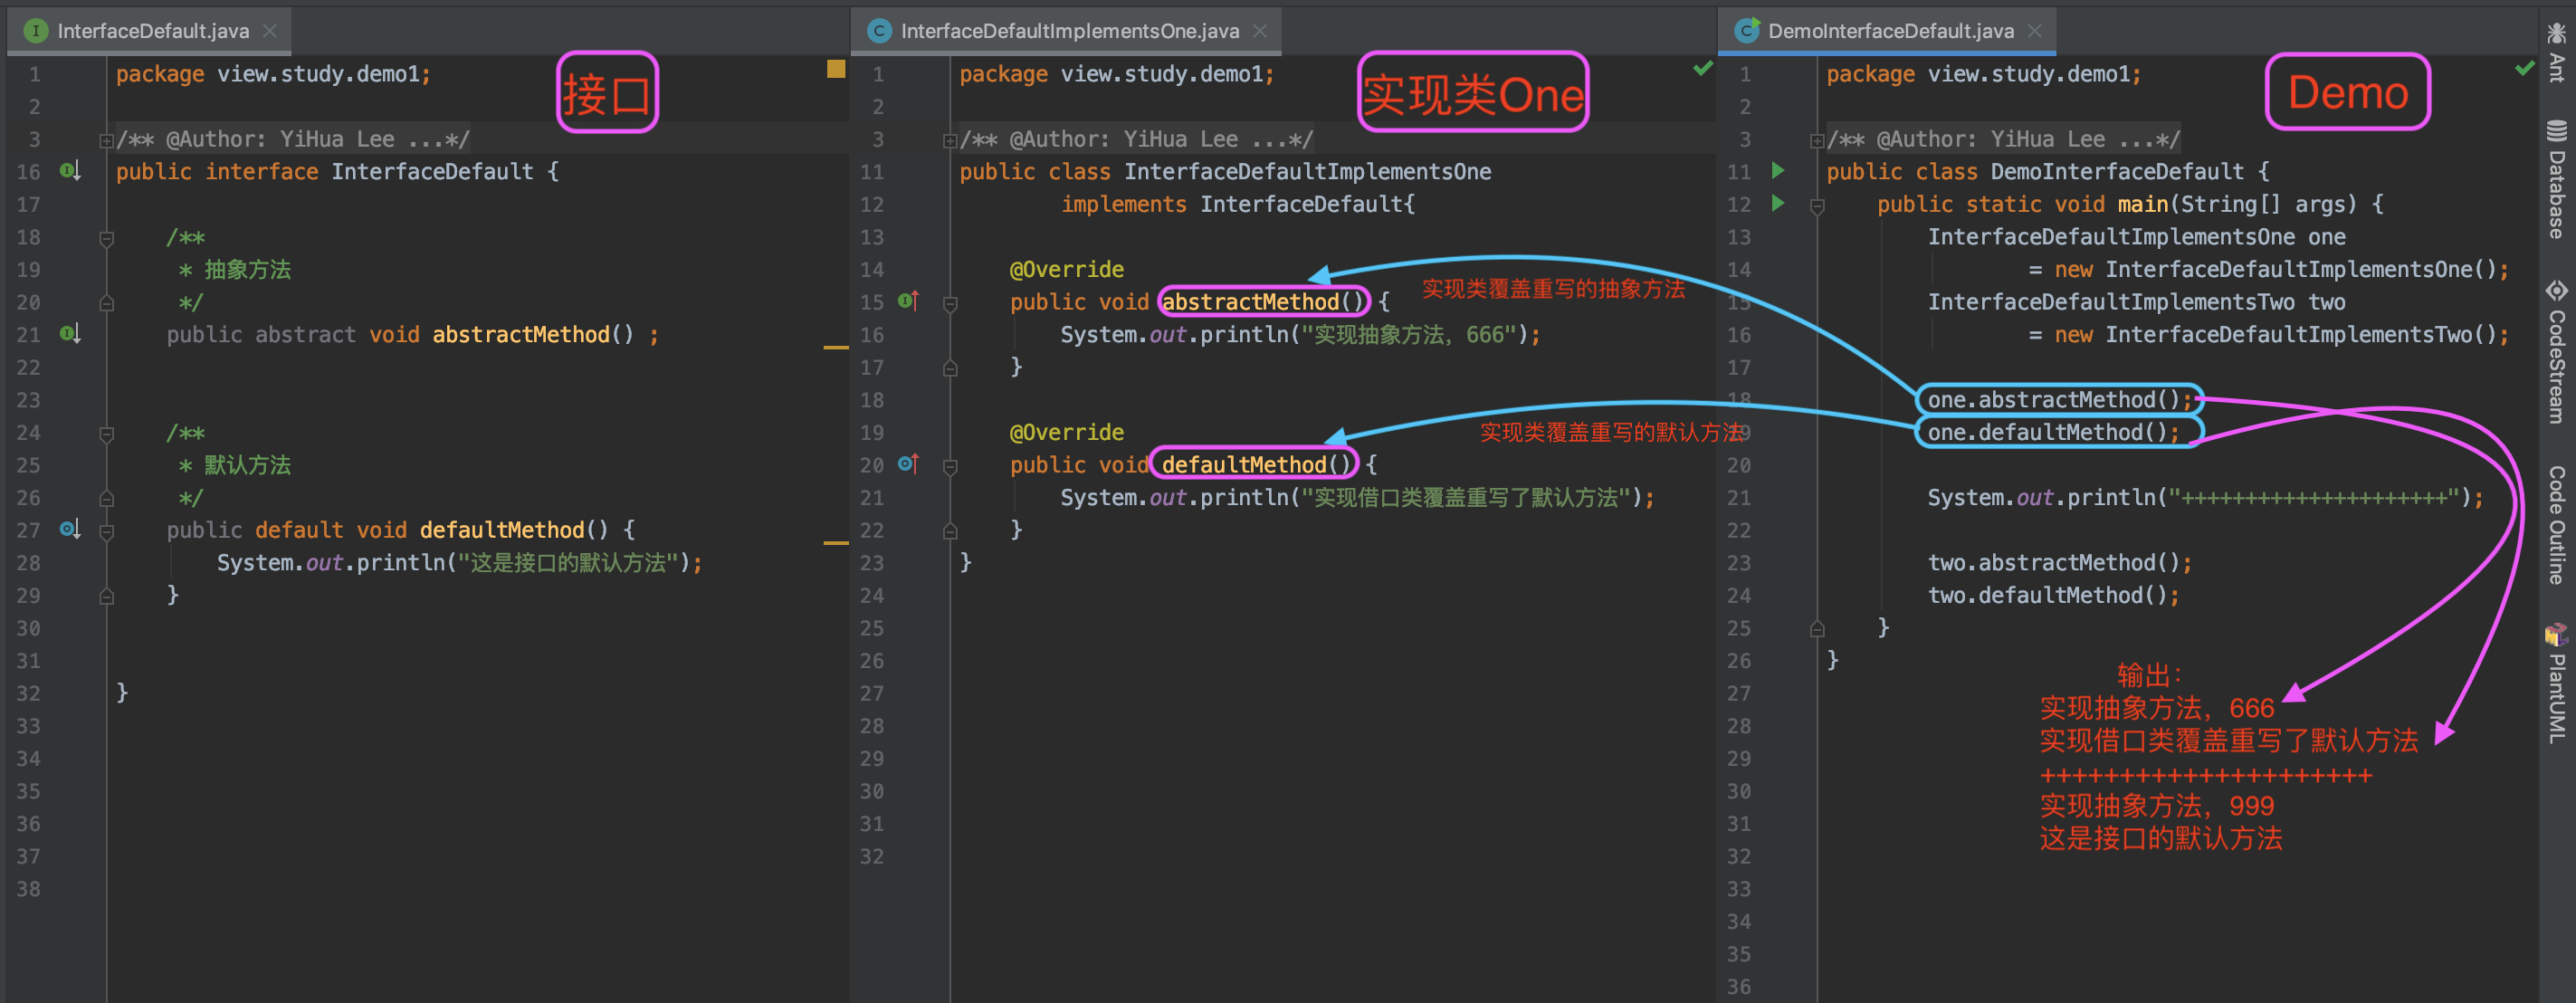 InterfaceDefault.java
接口
1 package view.study.demo1;
2
3 /** @Author: YiHua Lee ...*/
16 public interface InterfaceDefault {
17
18 /**
19 * 抽象方法
20 */
21 public abstract void abstractMethod() ;
22
23
24 /**
25 * 默认方法
26 */
27 public default void defaultMethod() {
28 System.out.println("这是接口的默认方法");
29 }
30
31
32 }
33
34
35
36
37
38
InterfaceDefaultImplementsOne.java
实现类One
1 package view.study.demo1;
2
3 /** @Author: YiHua Lee ...*/
11 public class InterfaceDefaultImplementsOne
12 implements InterfaceDefault{
13
14 @Override
15 public void abstractMethod() {
实现类覆盖重写的抽象方法
16 System.out.println("实现抽象方法，666");
17 }
18
19 @Override
实现类覆盖重写的默认方法
20 public void defaultMethod() {
21 System.out.println("实现借口类覆盖重写了默认方法");
22 }
23 }
24
25
26
27
28
29
30
31
32
DemoInterfaceDefault.java
Demo
1 package view.study.demo1;
2
3 /** @Author: YiHua Lee ...*/
11 public class DemoInterfaceDefault {
12 public static void main(String[] args) {
13 InterfaceDefaultImplementsOne one
14 = new InterfaceDefaultImplementsOne();
15 InterfaceDefaultImplementsTwo two
16 = new InterfaceDefaultImplementsTwo();
17
18 one.abstractMethod();
19 one.defaultMethod();
20
21 System.out.println("+++++++++++++++++++++");
22
23 two.abstractMethod();
24 two.defaultMethod();
25 }
26 }
27
28
29
30
31
32
33
34
35
36
输出：
实现抽象方法，666
实现借口类覆盖重写了默认方法
+++++++++++++++++++++
实现抽象方法，999
这是接口的默认方法
Ant
Database
CodeStream
Code Outline
PlantUML